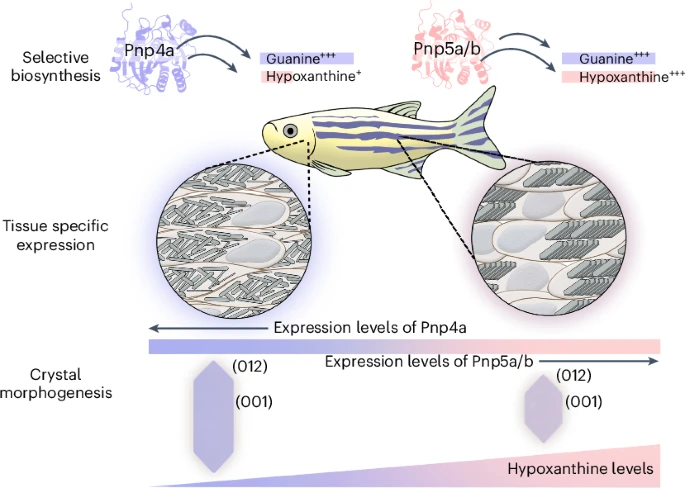 Pnp4a
Pnp5a/b
Selective
biosynthesis
Guanine+++
Hypoxanthine+
Guanine+++
Hypoxanthine+++
Tissue specific
expression
Expression levels of Pnp4a
Expression levels of Pnp5a/b
Crystal
morphogenesis
(012)
(001)
(012)
(001)
Hypoxanthine levels